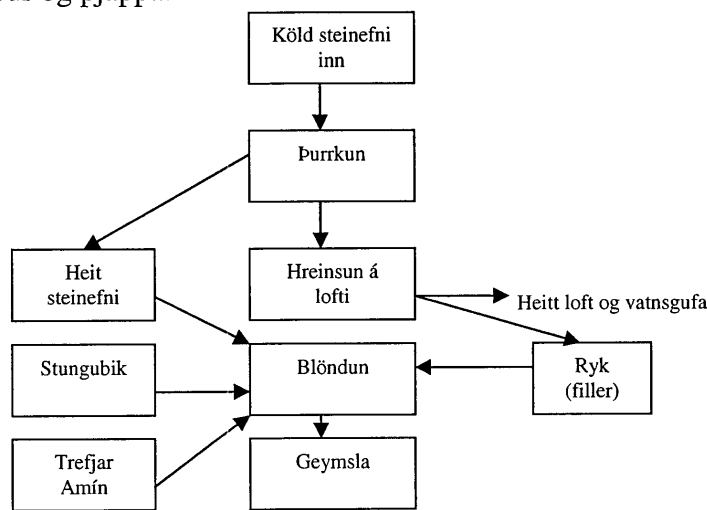 Köld steinefni
inn
Þurrkun
Heit
steinefni
Hreinsun á
lofti
Heitt loft og vatnsgufa
Stungubik
Blöndun
Ryk
(filler)
Trefjar
Amín
Geymsla